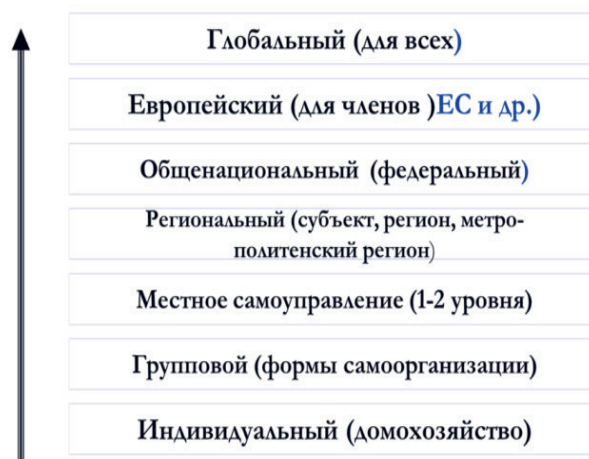 Глобальный (для всех)
Европейский (для членов )ЕС и др.)
Общенациональный (федеральный)
Региональный (субъект, регион, метро-
политенский регион)
Местное самоуправление (1-2 уровня)
Групповой (формы самоорганизации)
Индивидуальный (домохозяйство)